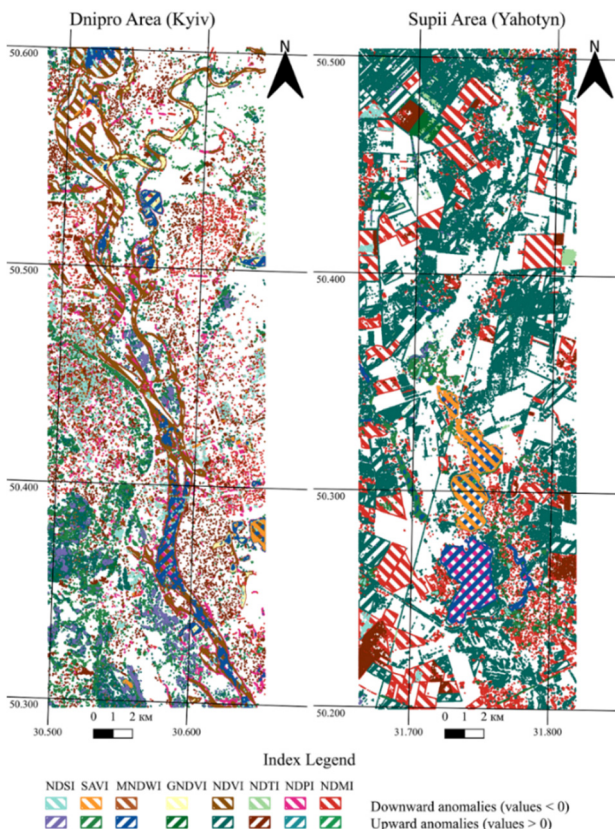 Dnipro Area (Kyiv) Supii Area (Yahotyn)
N N
50.600 50.500
50.500 50.400
50.400 50.300
50.300 50.200
30.500 30.600 31.700 31.800
0 1 2 км 0 1 2 км
Index Legend
NDSI SAVI MNDWI GNDVI NDVI NDTI NDPI NDMI
Downward anomalies (values < 0)
Upward anomalies (values > 0)